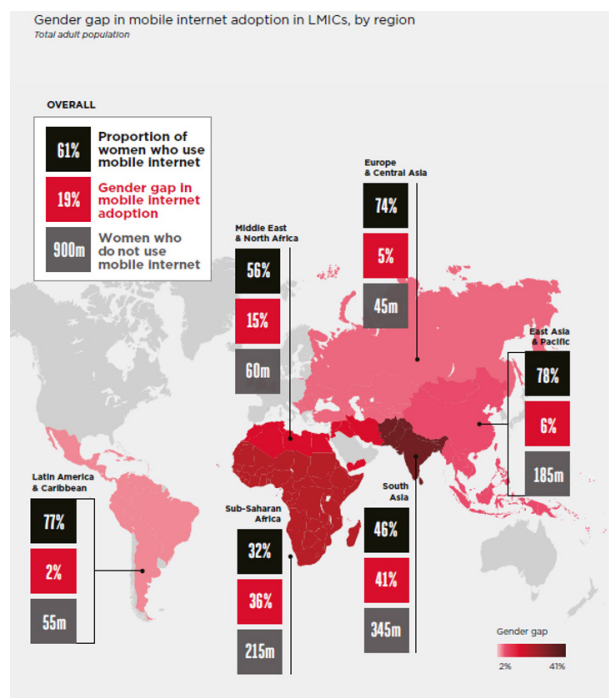 Gender gap in mobile internet adoption in LMICs, by region
Total adult population
OVERALL
61%
Proportion of
women who use
mobile internet
19%
Gender gap in
mobile internet
adoption
900m
Women who
do not use
mobile internet
Europe
& Central Asia
74%
5%
45m
Middle East
& North Africa
56%
15%
60m
East Asia
& Pacific
78%
6%
185m
Latin America
& Caribbean
77%
2%
55m
Sub-Saharan
Africa
32%
36%
215m
South
Asia
46%
41%
345m
Gender gap
2% 41%